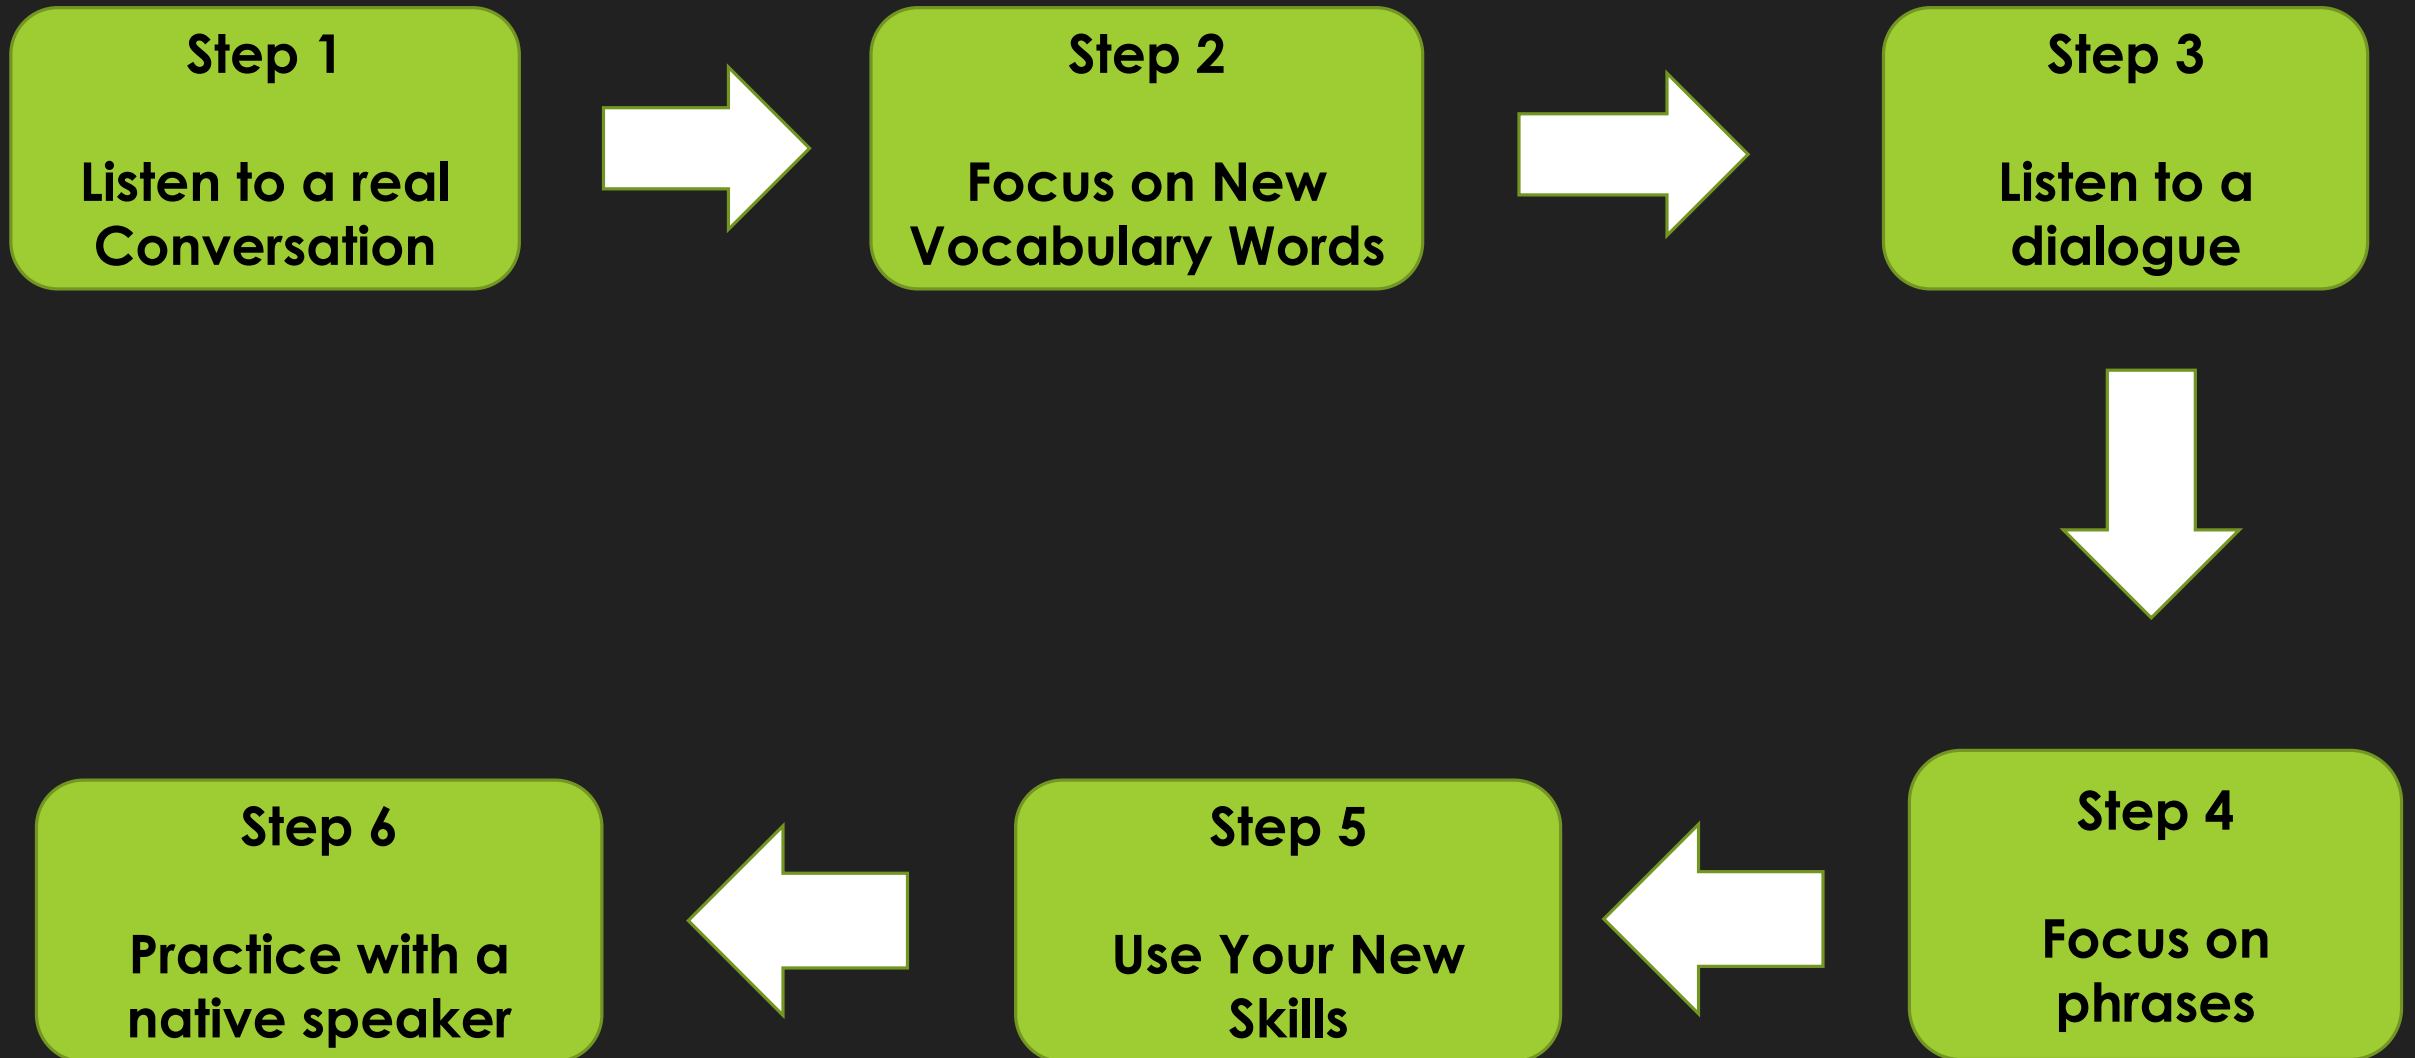 Step 1
Listen to a real
Conversation
Step 2
Focus on New
Vocabulary Words
Step 3
Listen to a
dialogue
Step 4
Focus on
phrases
Step 5
Use Your New
Skills
Step 6
Practice with a
native speaker